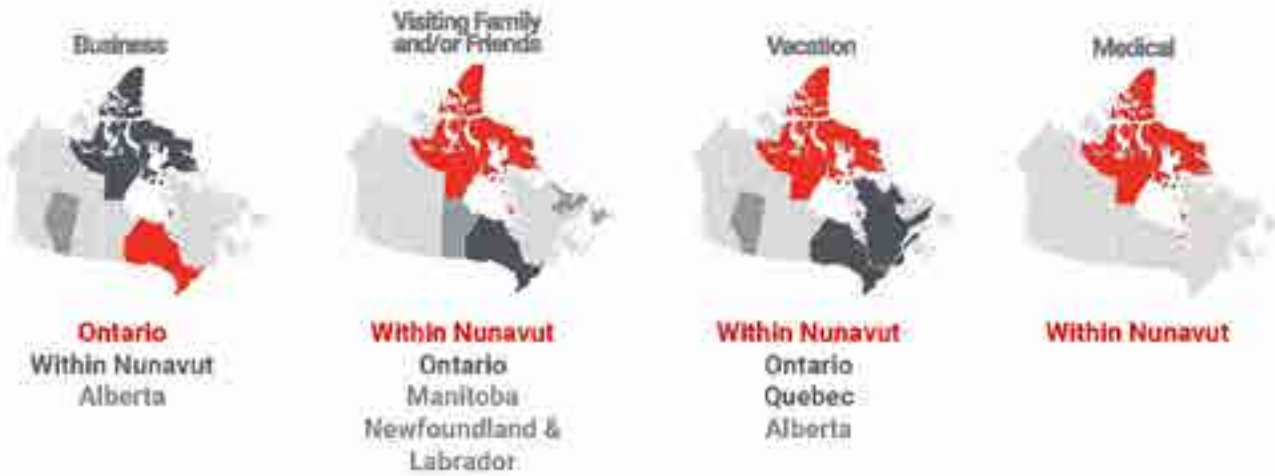 Business
Ontario
Within Nunavut
Alberta
Visiting Family
and/or Friends
Within Nunavut
Ontario
Manitoba
Newfoundland &
Labrador
Vacation
Within Nunavut
Ontario
Quebec
Alberta
Medical
Within Nunavut